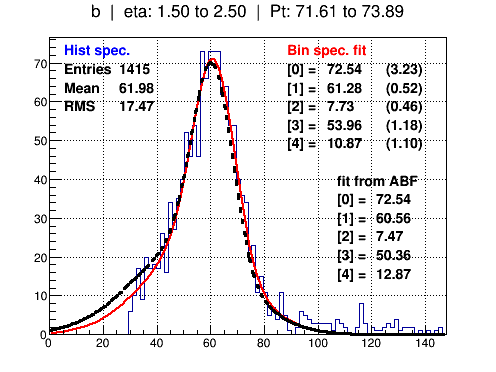 b | eta: 1.50 to 2.50 | Pt: 71.61 to 73.89
Hist spec.
Entries 1415
Mean 61.98
RMS 17.47
Bin spec. fit
[0] = 72.54 (3.23)
[1] = 61.28 (0.52)
[2] = 7.73 (0.46)
[3] = 53.96 (1.18)
[4] = 10.87 (1.10)
fit from ABF
[0] = 72.54
[1] = 60.56
[2] = 7.47
[3] = 50.36
[4] = 12.87
70
60
50
40
30
20
10
0
0 20 40 60 80 100 120 140